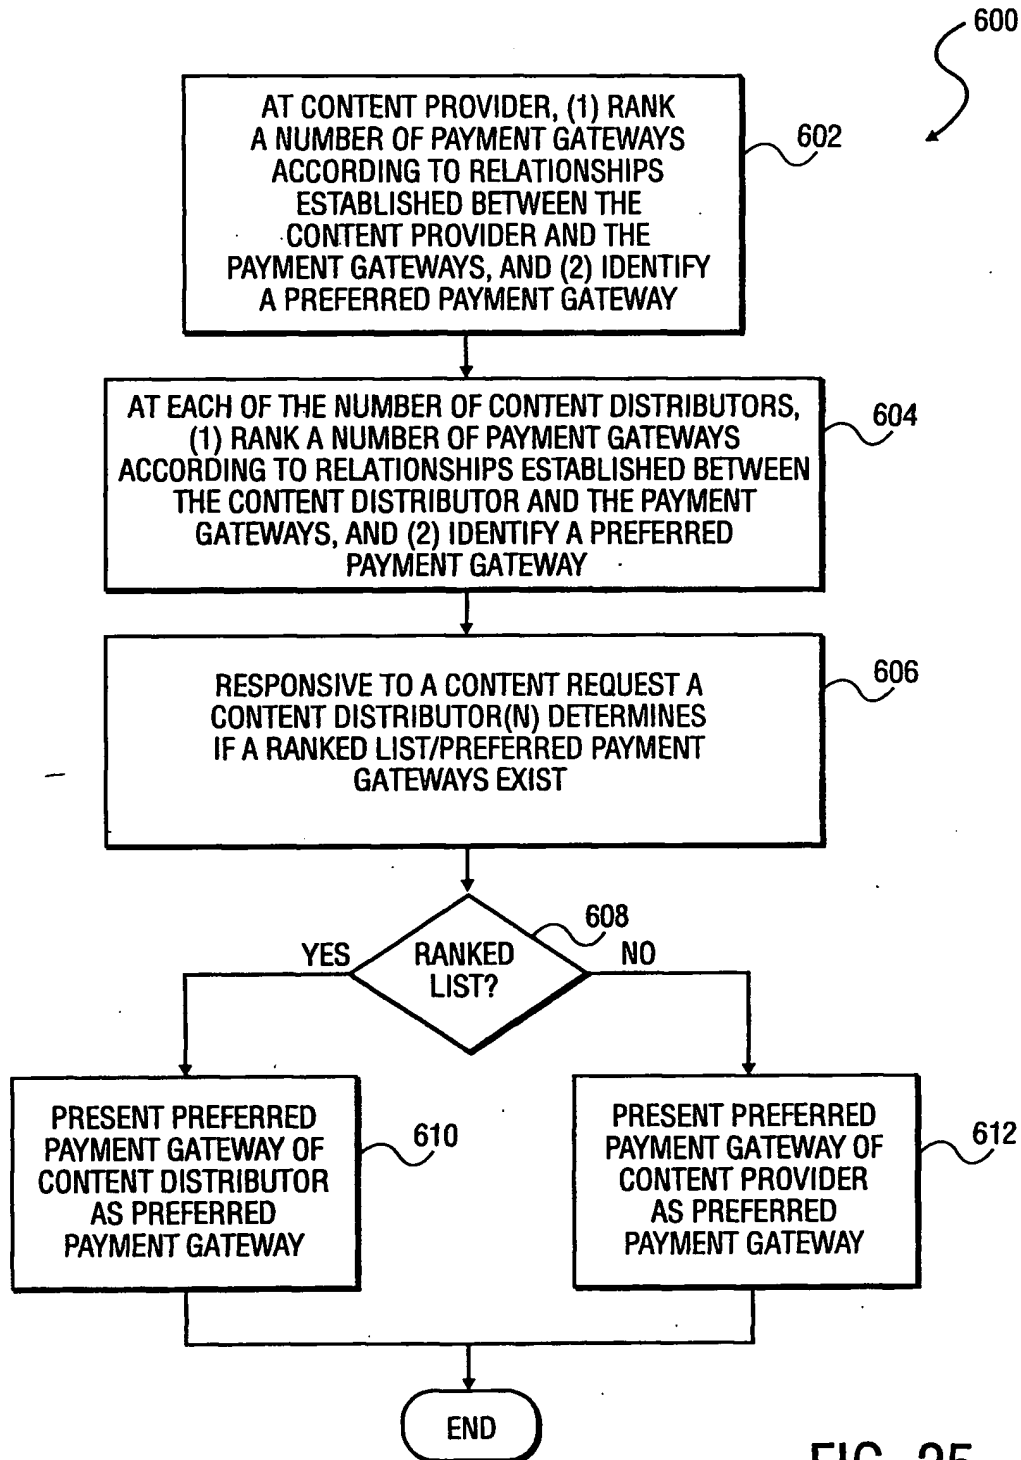 600
AT CONTENT PROVIDER, (1) RANK
A NUMBER OF PAYMENT GATEWAYS
ACCORDING TO RELATIONSHIPS
ESTABLISHED BETWEEN THE
CONTENT PROVIDER AND THE
PAYMENT GATEWAYS, AND (2) IDENTIFY
A PREFERRED PAYMENT GATEWAY
602
AT EACH OF THE NUMBER OF CONTENT DISTRIBUTORS,
(1) RANK A NUMBER OF PAYMENT GATEWAYS
ACCORDING TO RELATIONSHIPS ESTABLISHED BETWEEN
THE CONTENT DISTRIBUTOR AND THE PAYMENT
GATEWAYS, AND (2) IDENTIFY A PREFERRED
PAYMENT GATEWAY
604
RESPONSIVE TO A CONTENT REQUEST A
CONTENT DISTRIBUTOR(N) DETERMINES
IF A RANKED LIST/PREFERRED PAYMENT
GATEWAYS EXIST
606
608
YES
RANKED
LIST?
NO
PRESENT PREFERRED
PAYMENT GATEWAY OF
CONTENT DISTRIBUTOR
AS PREFERRED
PAYMENT GATEWAY
610
PRESENT PREFERRED
PAYMENT GATEWAY OF
CONTENT PROVIDER
AS PREFERRED
PAYMENT GATEWAY
612
END
FIG. 25